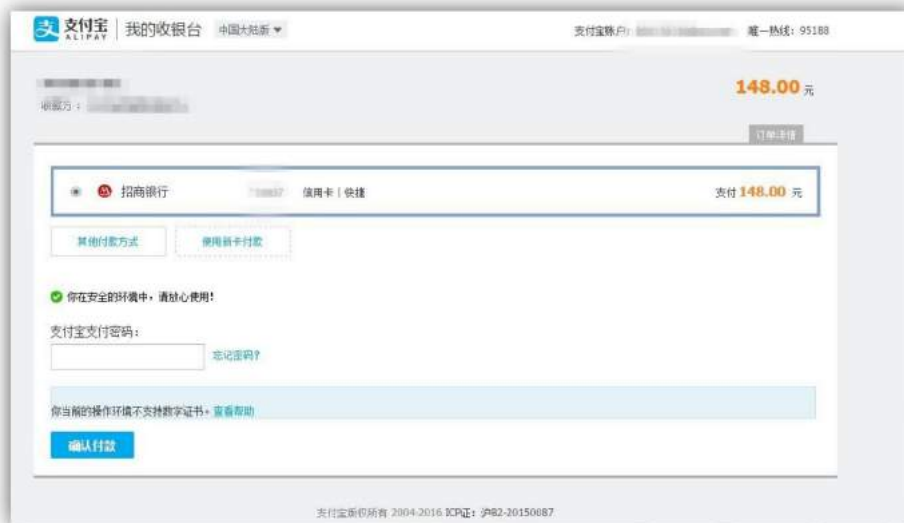 支付宝 我的收银台 中国大陆版
ALIPAY
支付宝账户: 唯一热线: 95188
148.00 元
收款方:
订单详情
招商银行 信用卡 | 快捷 支付 148.00 元
其他付款方式 使用新卡付款
你在安全的环境中,请放心使用!
支付宝支付密码:
忘记密码?
你当前的操作环境不支持数字证书。查看帮助
确认付款
支付宝版权所有 2004-2016 ICP证: 沪B2-20150087